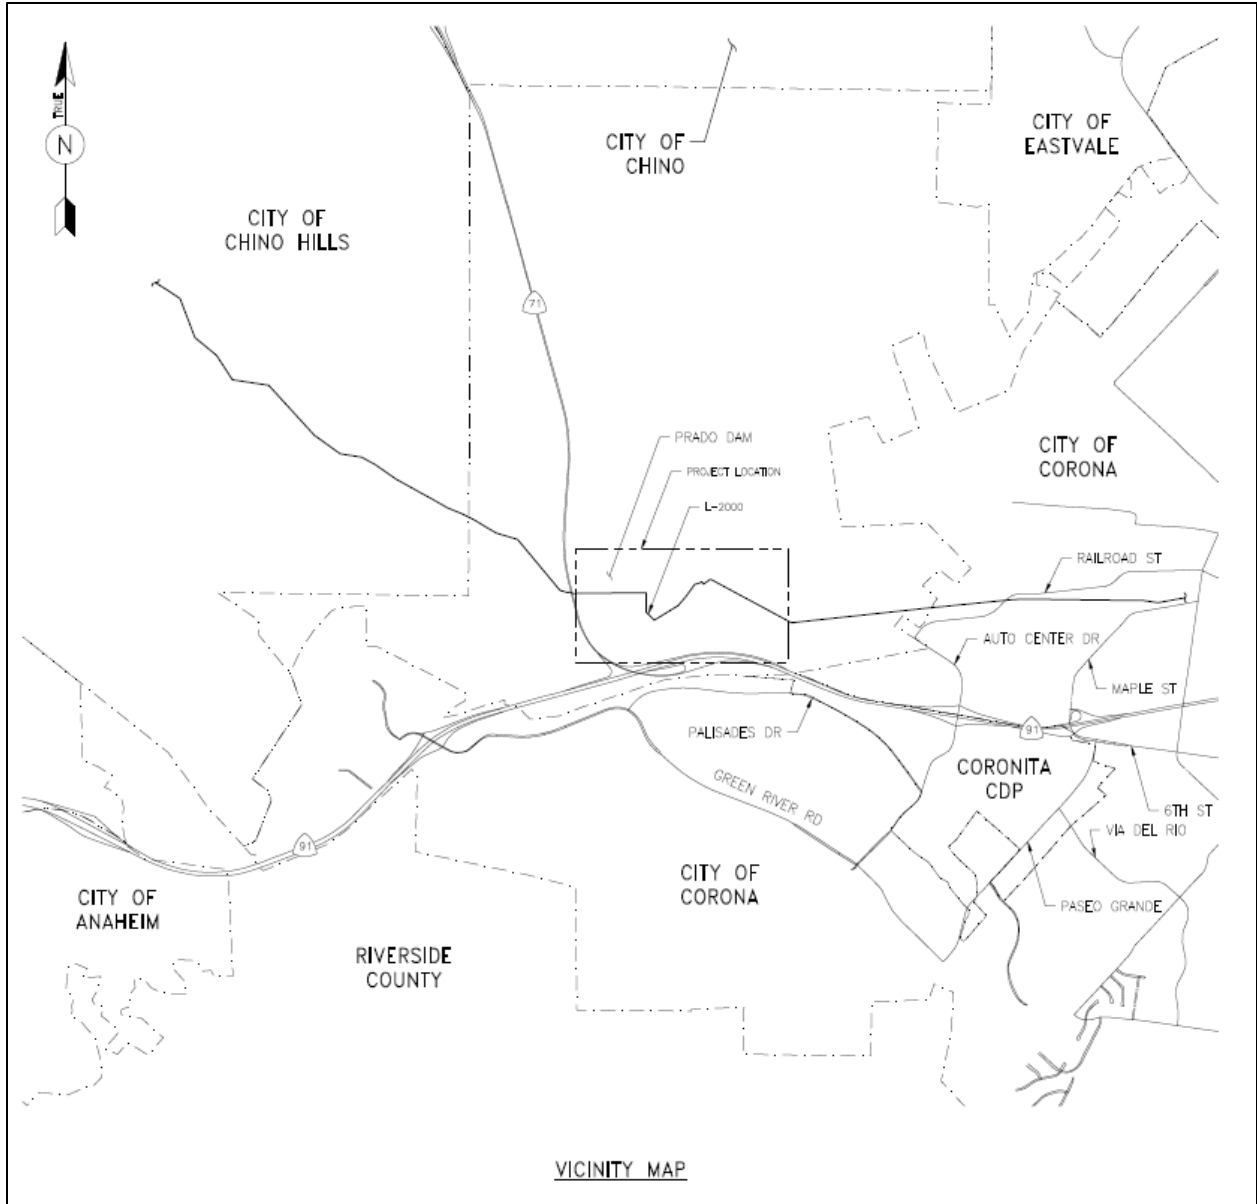 TRUE
N
CITY OF
CHINO HILLS
CITY OF
CHINO
CITY OF
EASTVALE
71
PRADO DAM
PROJECT LOCATION
L-2000
CITY OF
CORONA
RAILROAD ST
AUTO CENTER DR
MAPLE ST
PALISADES DR
91
CORONITA
CDP
GREEN RIVER RD
6TH ST
VIA DEL RIO
91
CITY OF
ANAHEIM
CITY OF
CORONA
PASEO GRANDE
RIVERSIDE
COUNTY
VICINITY MAP